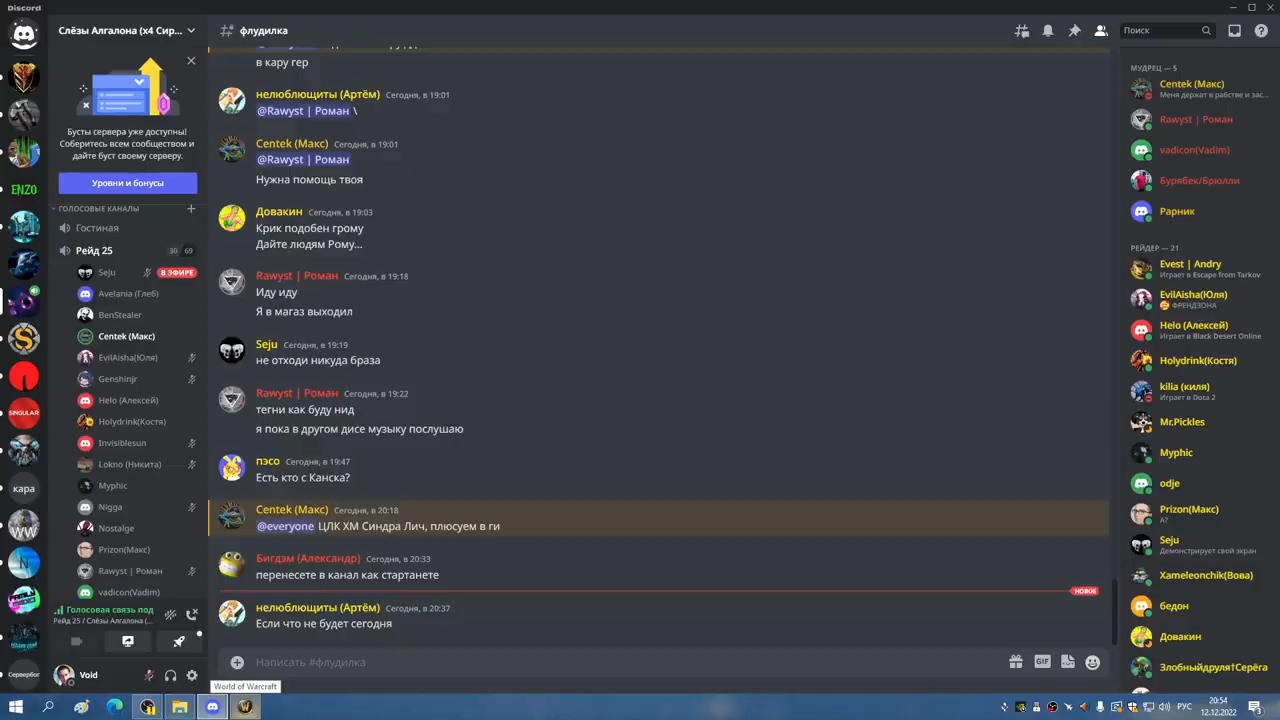 Discord
Слёзы Алгалона (x4 Сир...
Бусты сервера уже доступны!
Соберитесь всем сообществом и
дайте буст своему серверу.
Уровни и бонусы
ГОЛОСОВЫЕ КАНАЛЫ
Гостиная
Рейд 25 30 69
Seju В ЭФИРЕ
Avelania (Глеб)
BenStealer
Centek (Макс)
EvilAisha(Юля)
Genshinjr
Helo (Алексей)
Holydrink(Костя)
Invisiblesun
Lokno (Никита)
Myphic
Nigga
Nostalge
Prizon(Макс)
Rawyst | Роман
vadicon(Vadim)
Голосовая связь под
Рейд 25 / Слёзы Алгалона (...
Void
ENZO
SINGULAR
кара
WW
N
Сервербог
флудилка
Поиск
в кару гер
нелюблющиты (Артём) Сегодня, в 19:01
@Rawyst | Роман \
Centek (Макс) Сегодня, в 19:01
@Rawyst | Роман
Нужна помощь твоя
Довакин Сегодня, в 19:03
Крик подобен грому
Дайте людям Рому...
Rawyst | Роман Сегодня, в 19:18
Иду иду
Я в магаз выходил
Seju Сегодня, в 19:19
не отходи никуда браза
Rawyst | Роман Сегодня, в 19:22
тегни как буду нид
я пока в другом дисе музыку послушаю
пэсо Сегодня, в 19:47
Есть кто с Канска?
Centek (Макс) Сегодня, в 20:18
@everyone ЦЛК ХМ Синдра Лич, плюсуем в ги
Бигдэм (Александр) Сегодня, в 20:33
перенесете в канал как стартанете
НОВОЕ
нелюблющиты (Артём) Сегодня, в 20:37
Если что не будет сегодня
Написать #флудилка
GIF
World of Warcraft
МУДРЕЦ — 5
Centek (Макс)
Меня держат в рабстве и зас...
Rawyst | Роман
vadicon(Vadim)
Бурябек/Брюлли
Рарник
РЕЙДЕР — 21
Evest | Andry
Играет в Escape from Tarkov
EvilAisha(Юля)
ФРЕНДЗОНА
Helo (Алексей)
Играет в Black Desert Online
Holydrink(Костя)
kilia (киля)
Играет в Dota 2
Mr.Pickles
Myphic
odje
Prizon(Макс)
А?
Seju
Демонстрирует свой экран
Xameleonchik(Вова)
бедон
Довакин
Злобныйдруля†Серёга
РУС
20:54
12.12.2022
3